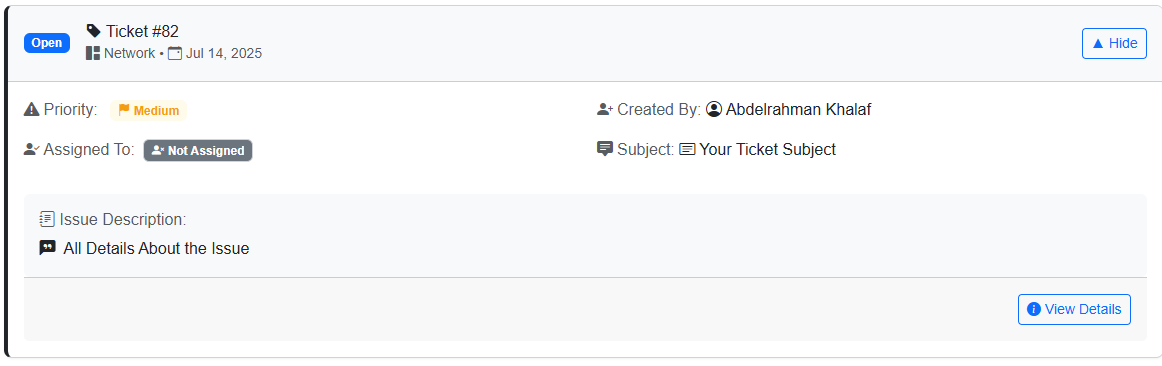 Open
Ticket #82
Network • Jul 14, 2025
▲ Hide
Priority: Medium
Created By: Abdelrahman Khalaf
Assigned To: Not Assigned
Subject: Your Ticket Subject
Issue Description:
All Details About the Issue
View Details